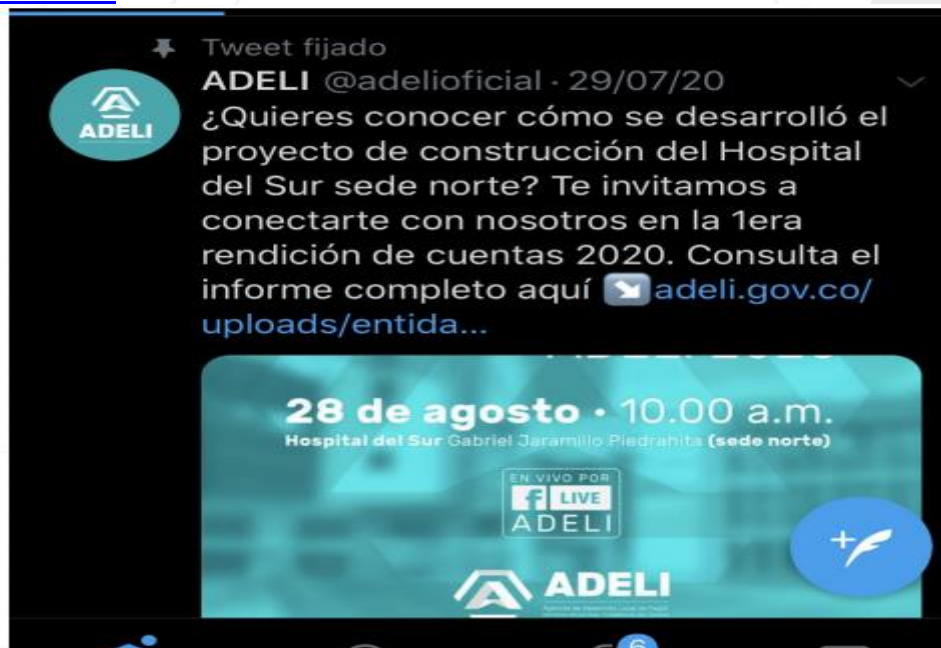 Tweet fijado
ADELI @adelioficial · 29/07/20
ADELI
¿Quieres conocer cómo se desarrolló el
proyecto de construcción del Hospital
del Sur sede norte? Te invitamos a
conectarte con nosotros en la 1era
rendición de cuentas 2020. Consulta el
informe completo aquí ↘adeli.gov.co/
uploads/entida...
28 de agosto · 10.00 a.m.
Hospital del Sur Gabriel Jaramillo Piedrahita (sede norte)
EN VIVO POR
f LIVE
ADELI
ADELI
6